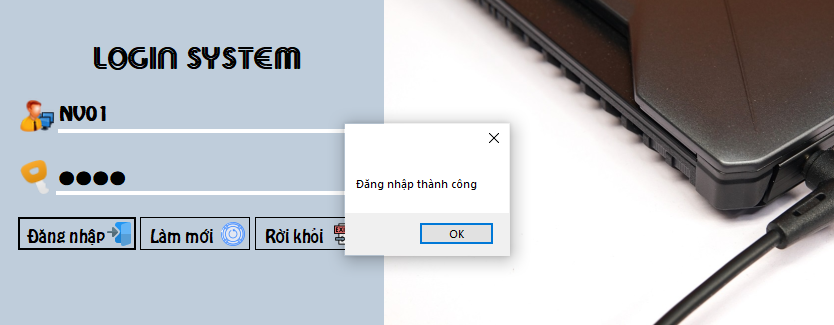 LOGIN SYSTEM
NV01
●●●●
Đăng nhập thành công
OK
Đăng nhập Làm mới Rời khỏi